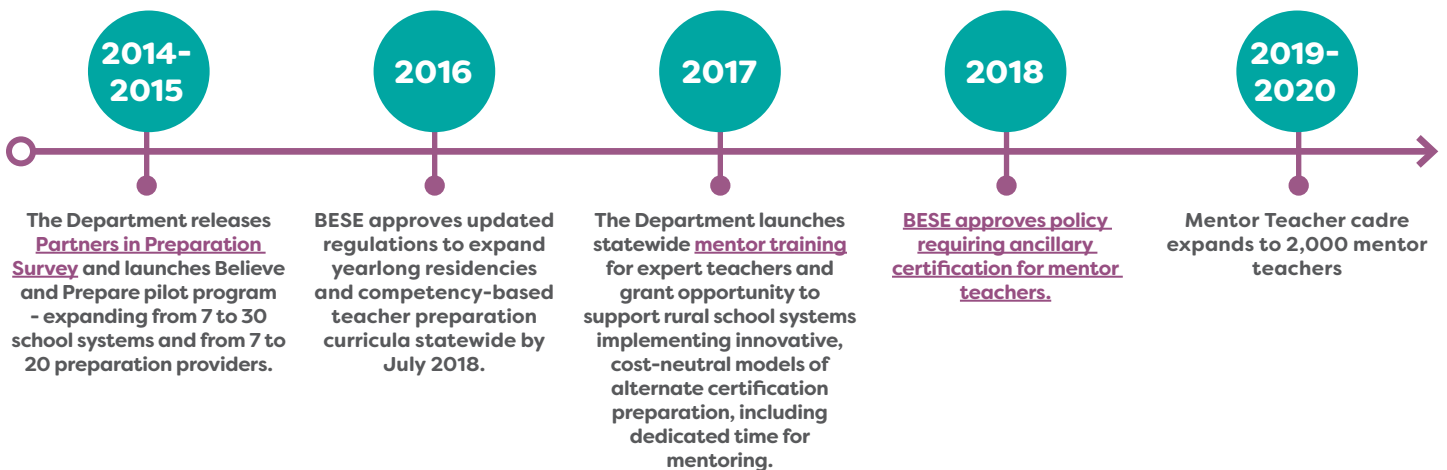 2014-
2015
The Department releases
Partners in Preparation
Survey and launches Believe
and Prepare pilot program
- expanding from 7 to 30
school systems and from 7 to
20 preparation providers.
2016
BESE approves updated
regulations to expand
yearlong residencies
and competency-based
teacher preparation
curricula statewide by
July 2018.
2017
The Department launches
statewide mentor training
for expert teachers and
grant opportunity to
support rural school systems
implementing innovative,
cost-neutral models of
alternate certification
preparation, including
dedicated time for
mentoring.
2018
BESE approves policy
requiring ancillary
certification for mentor
teachers.
2019-
2020
Mentor Teacher cadre
expands to 2,000 mentor
teachers